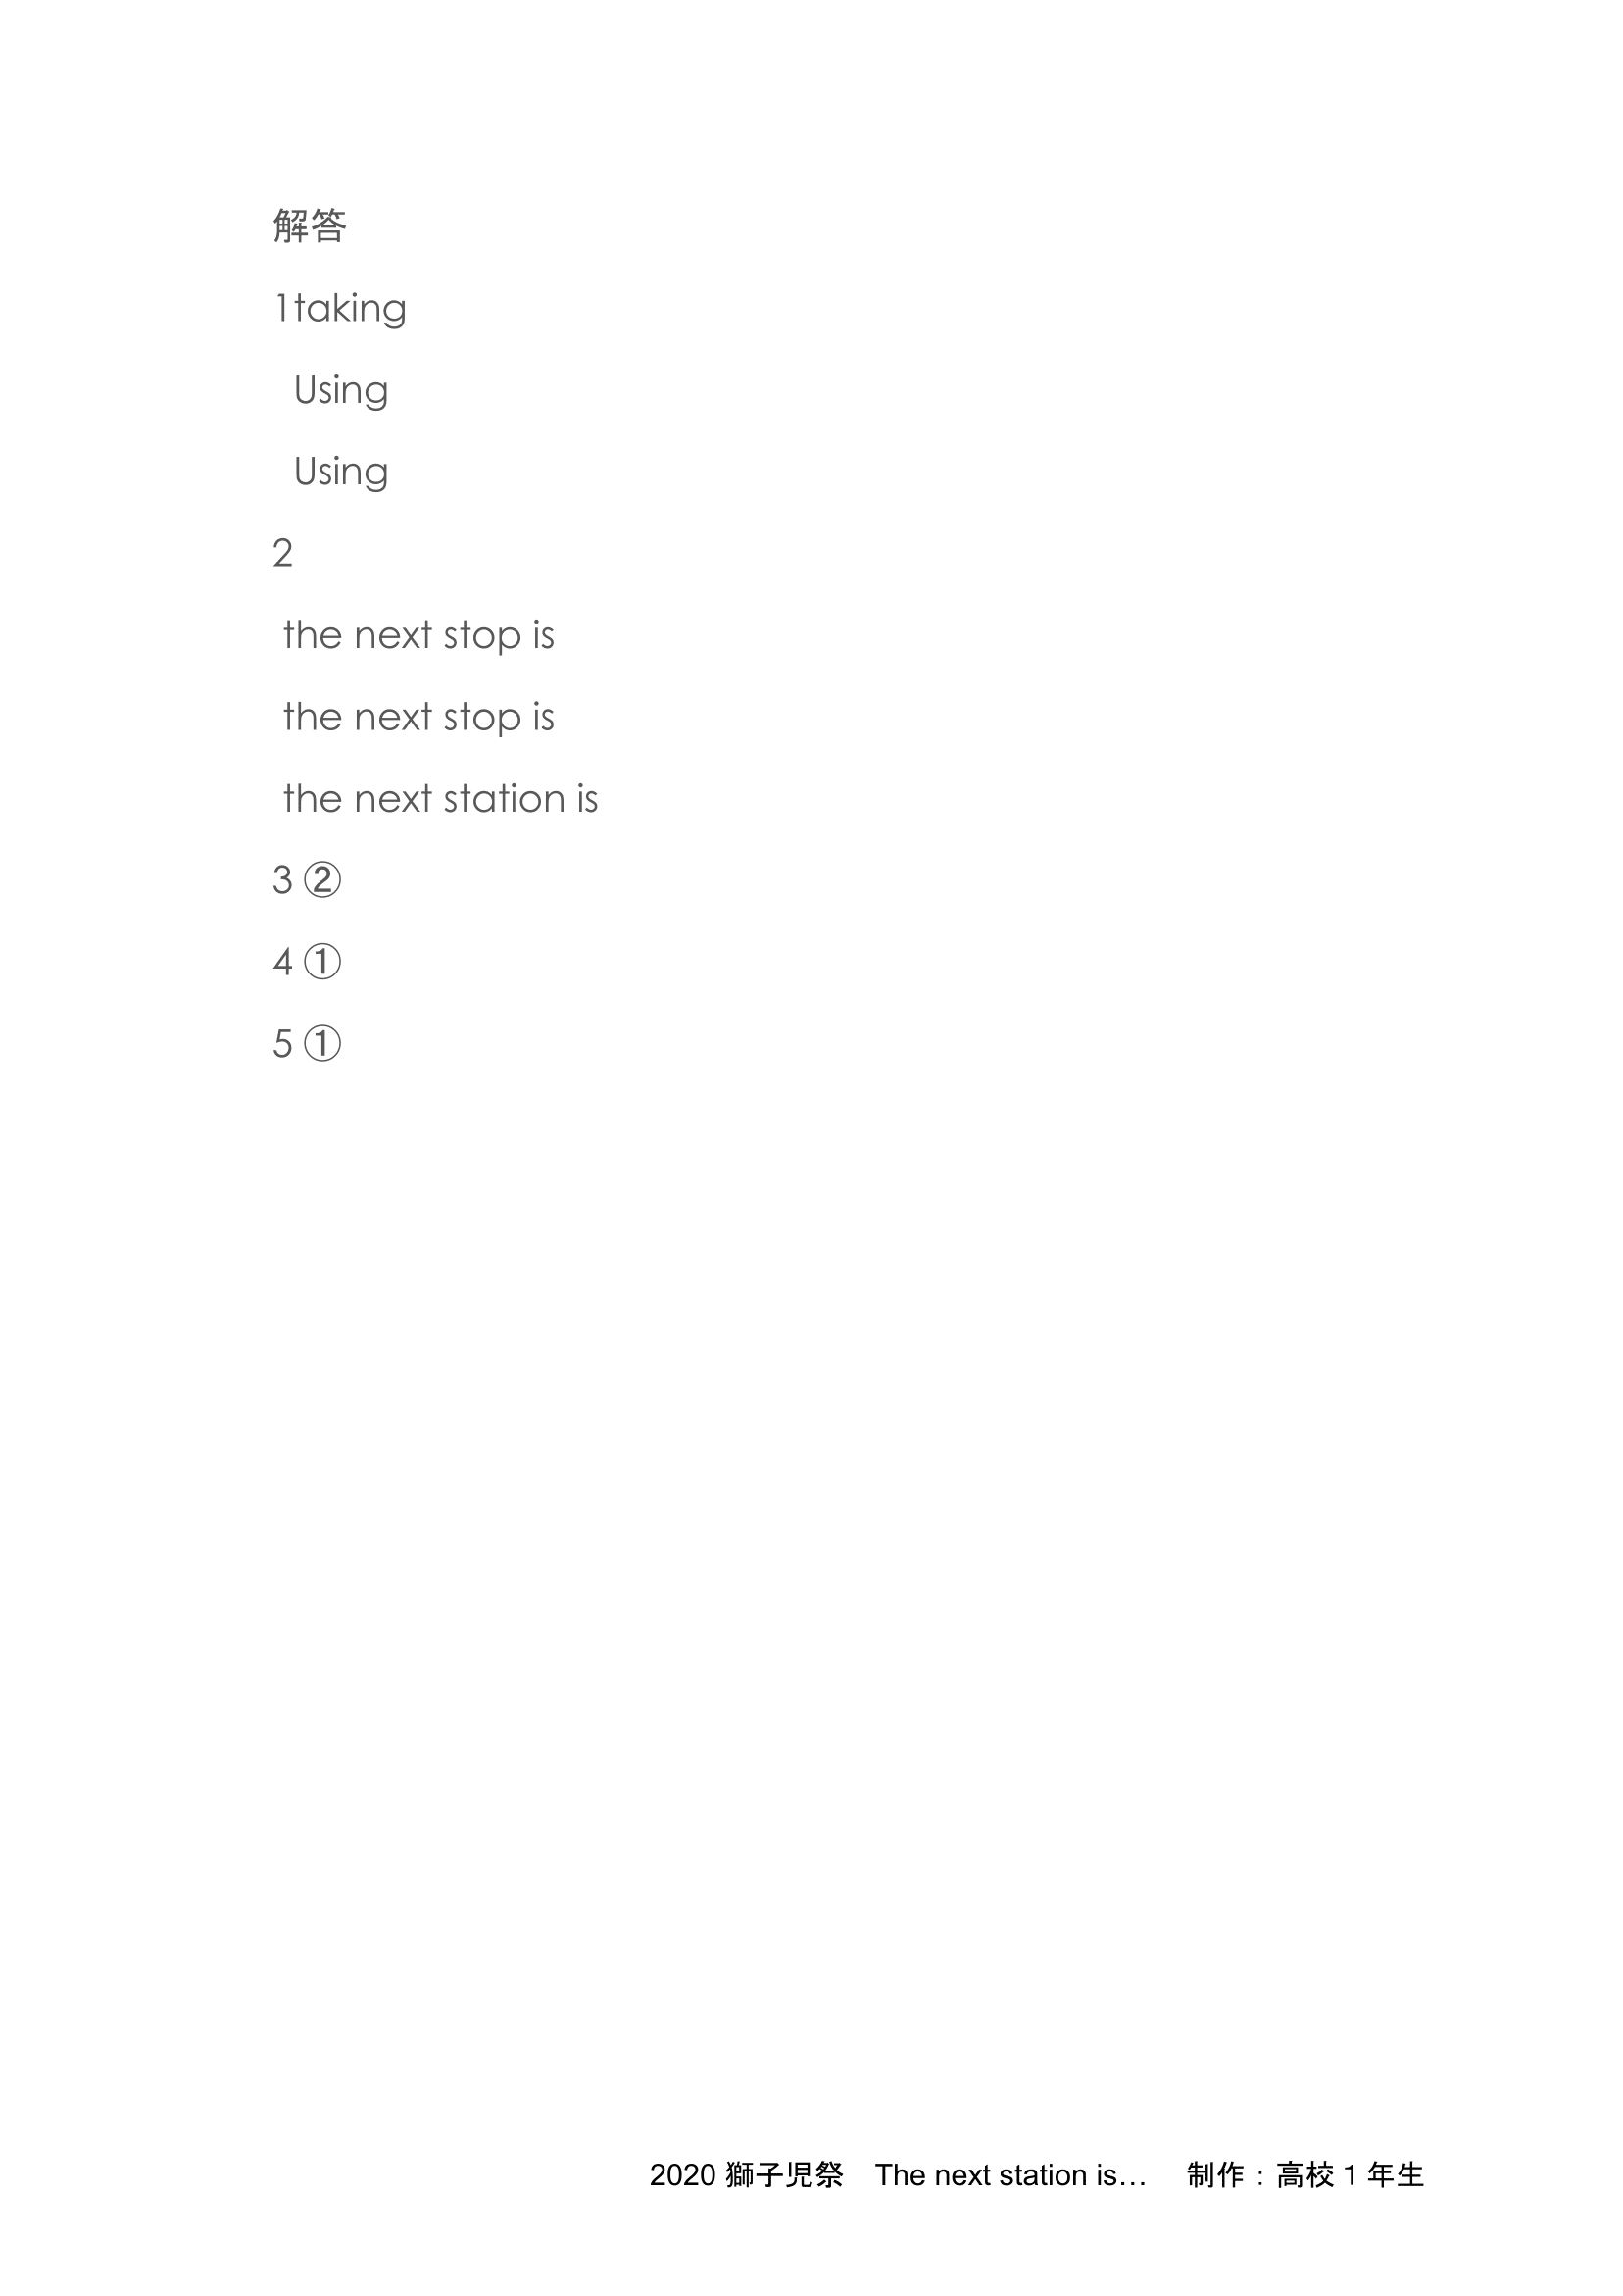 解答
1taking
Using
Using
2
the next stop is
the next stop is
the next station is
3 ②
4 ①
5 ①
2020 獅子児祭　The next station is…　制作：高校 1 年生